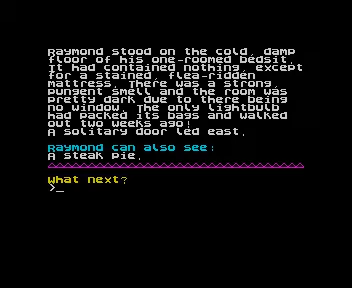 Raymond stood on the cold, damp
floor of his one-roomed bedsit.
It had contained nothing, except
for a stained, flea-ridden
mattress. There was a strong,
pungent smell and the room was
pretty dark due to there being
no window. The only lightbulb
had packed its bags and walked
out two weeks ago!
A solitary door led east.
Raymond can also see:
A steak pie.
What next?
>_